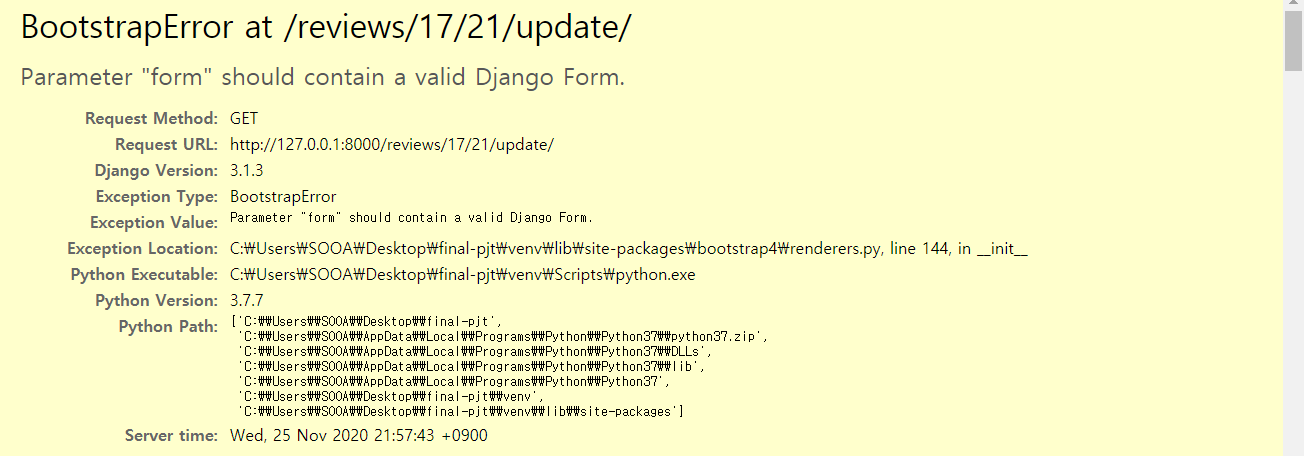 BootstrapError at /reviews/17/21/update/
Parameter "form" should contain a valid Django Form.
Request Method: GET
Request URL: http://127.0.0.1:8000/reviews/17/21/update/
Django Version: 3.1.3
Exception Type: BootstrapError
Exception Value: Parameter "form" should contain a valid Django Form.
Exception Location: C:₩Users₩SOOA₩Desktop₩final-pjt₩venv₩lib₩site-packages₩bootstrap4₩renderers.py, line 144, in __init__
Python Executable: C:₩Users₩SOOA₩Desktop₩final-pjt₩venv₩Scripts₩python.exe
Python Version: 3.7.7
Python Path: ['C:₩₩Users₩₩SOOA₩₩Desktop₩₩final-pjt',
'C:₩₩Users₩₩SOOA₩₩AppData₩₩Local₩₩Programs₩₩Python₩₩Python37₩₩python37.zip',
'C:₩₩Users₩₩SOOA₩₩AppData₩₩Local₩₩Programs₩₩Python₩₩Python37₩₩DLLs',
'C:₩₩Users₩₩SOOA₩₩AppData₩₩Local₩₩Programs₩₩Python₩₩Python37₩₩lib',
'C:₩₩Users₩₩SOOA₩₩AppData₩₩Local₩₩Programs₩₩Python₩₩Python37',
'C:₩₩Users₩₩SOOA₩₩Desktop₩₩final-pjt₩₩venv',
'C:₩₩Users₩₩SOOA₩₩Desktop₩₩final-pjt₩₩venv₩₩lib₩₩site-packages']
Server time: Wed, 25 Nov 2020 21:57:43 +0900